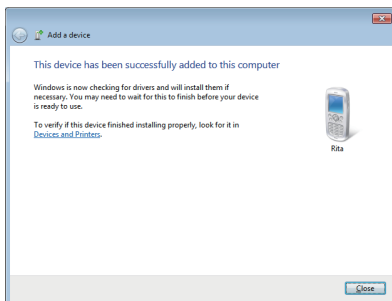 Add a device
This device has been successfully added to this computer
Windows is now checking for drivers and will install them if
necessary. You may need to wait for this to finish before your device
is ready to use.
To verify if this device finished installing properly, look for it in
Devices and Printers.
Rita
Close